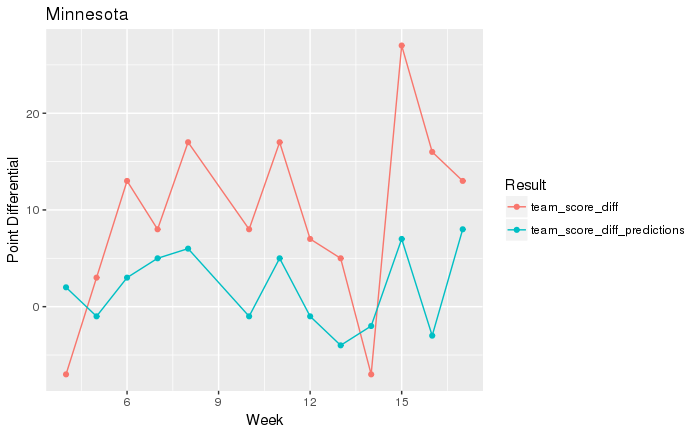 Minnesota
Point Differential
20
10
0
6
9
12
15
Week
Result
team_score_diff
team_score_diff_predictions